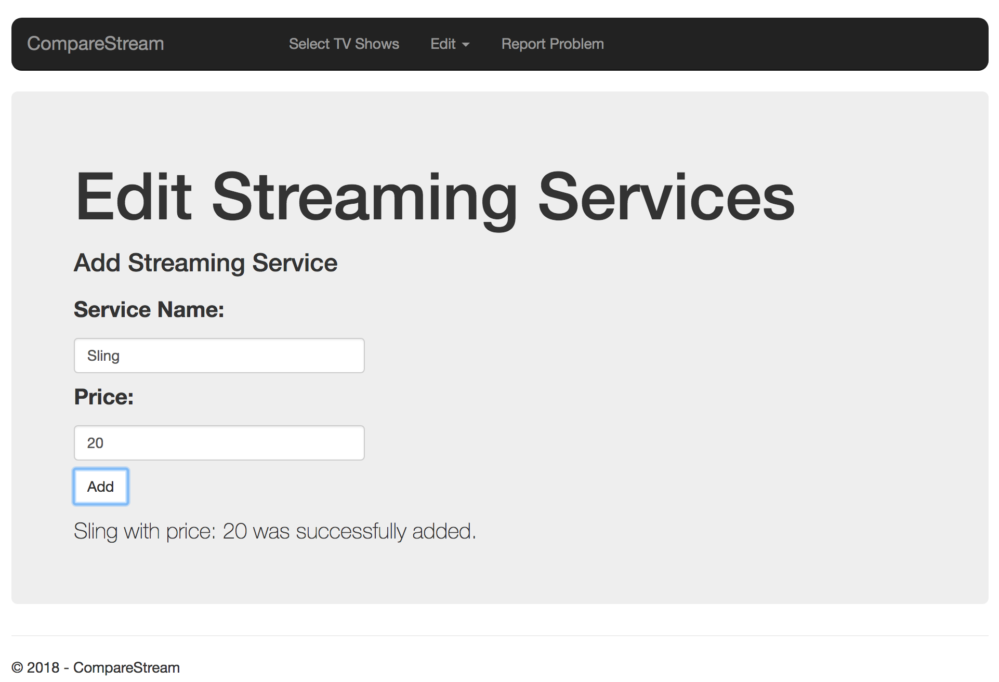 CompareStream Select TV Shows Edit Report Problem
Edit Streaming Services
Add Streaming Service
Service Name:
Sling
Price:
20
Add
Sling with price: 20 was successfully added.
© 2018 - CompareStream